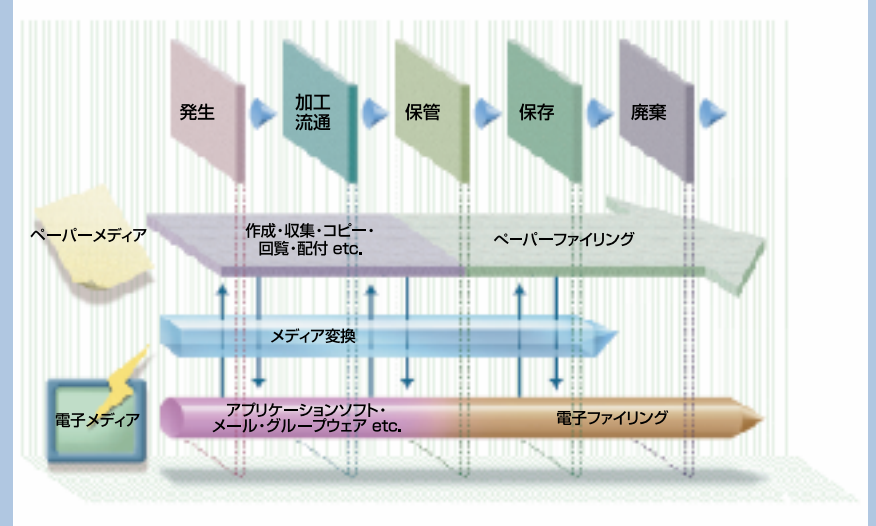 発生
加工
流通
保管
保存
廃棄
ペーパーメディア
作成・収集・コピー・
回覧・配付 etc.
ペーパーファイリング
メディア変換
電子メディア
アプリケーションソフト・
メール・グループウェア etc.
電子ファイリング